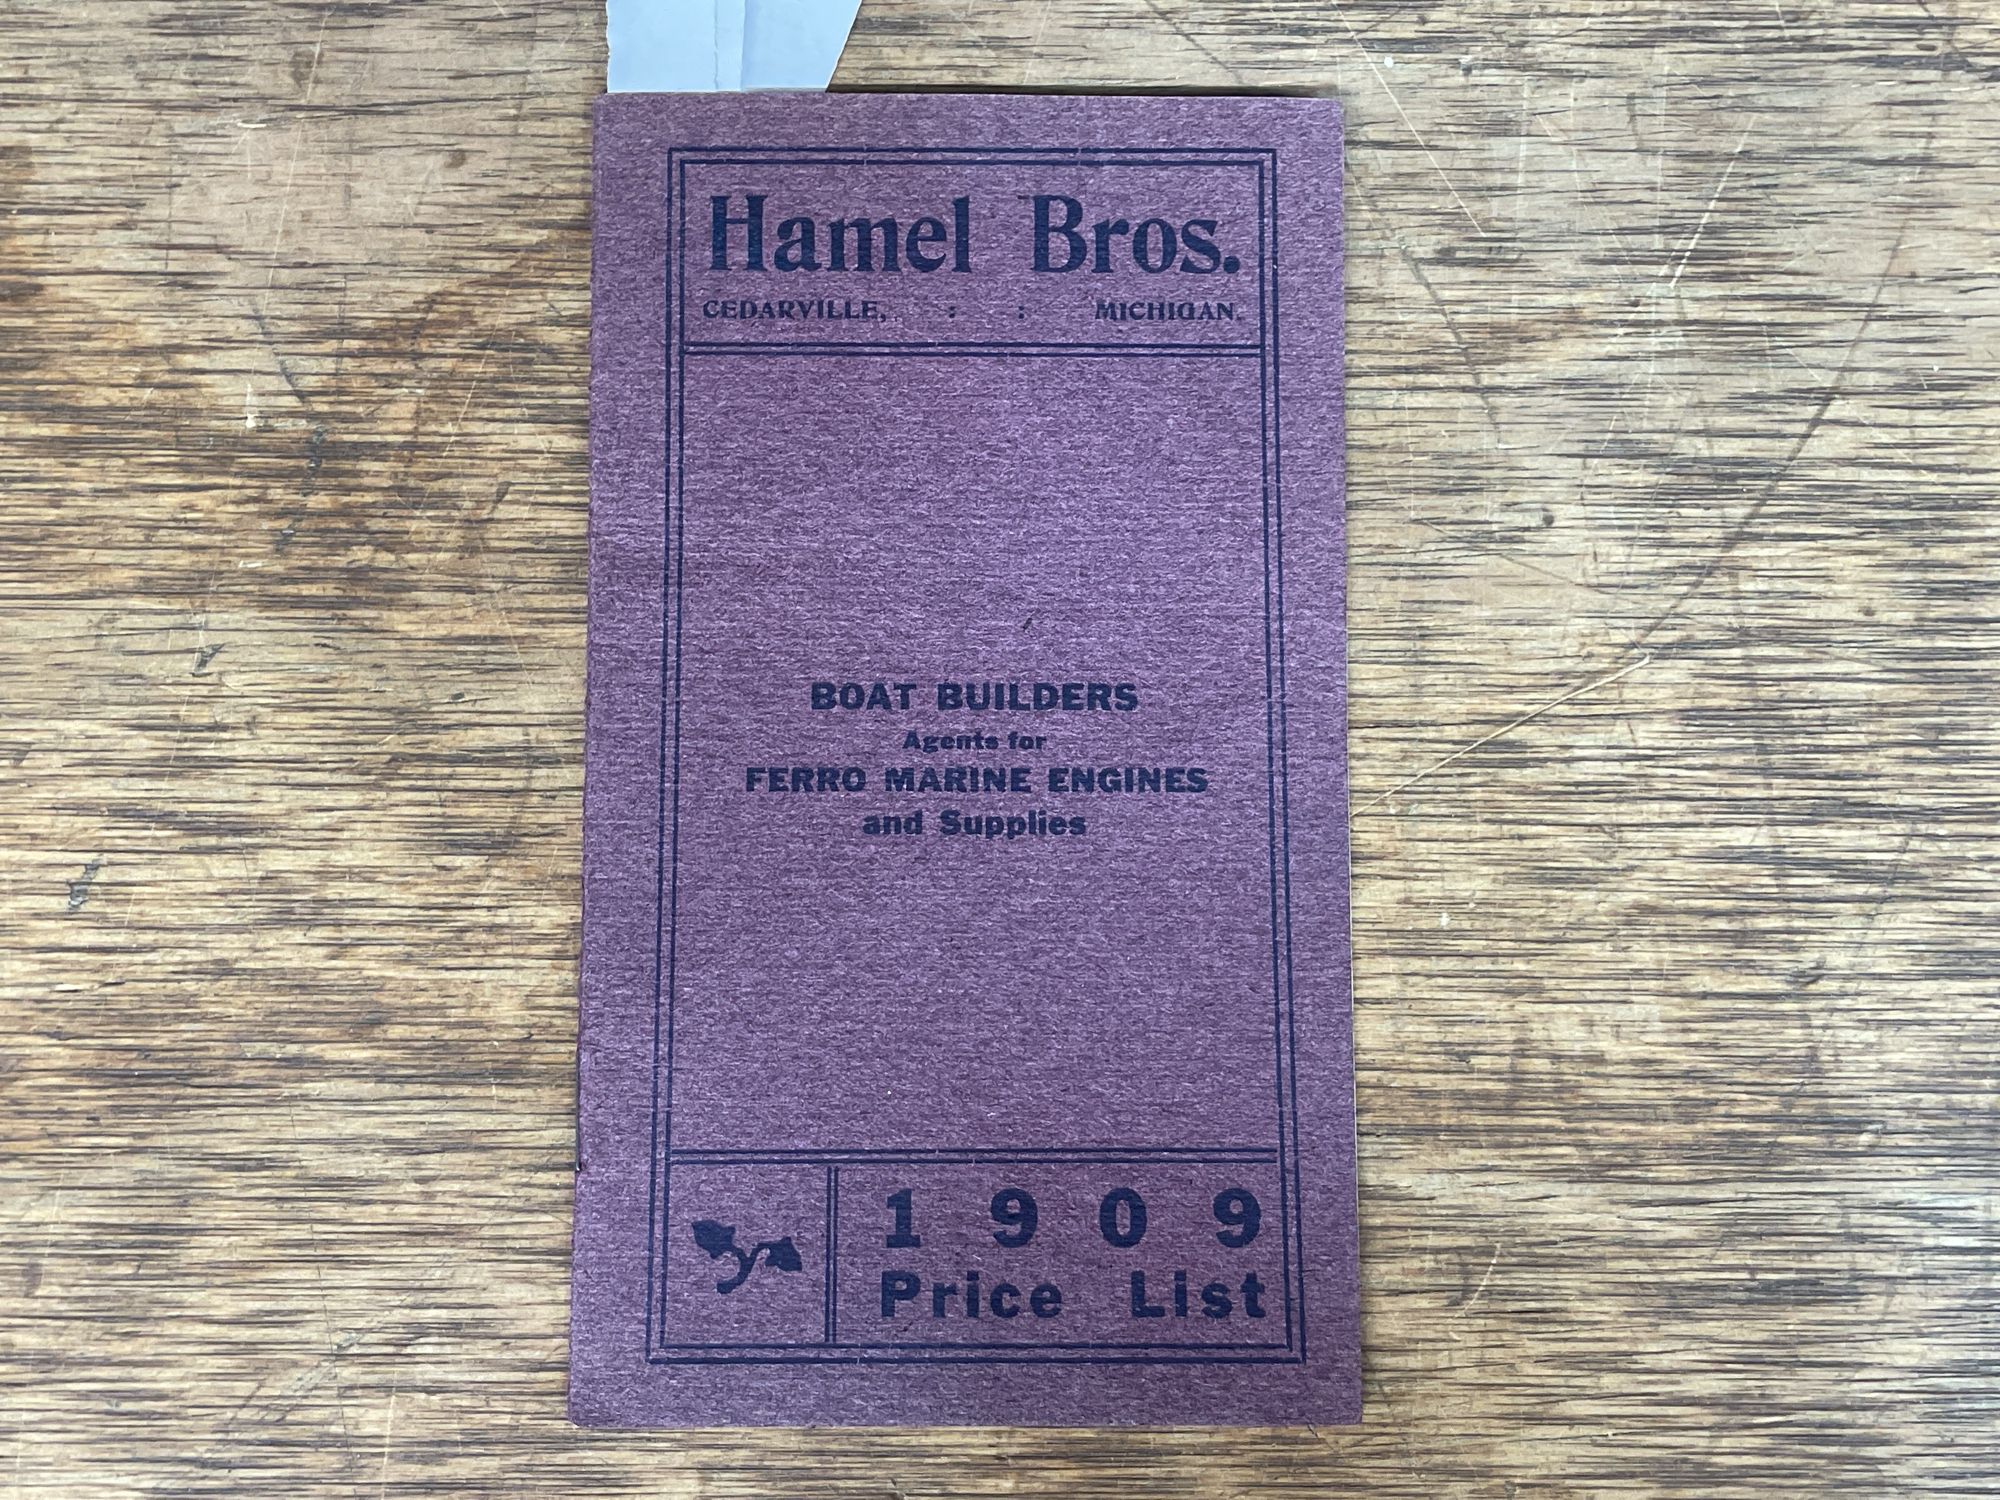 Hamel Bros.
CEDARVILLE, : : MICHIGAN.
BOAT BUILDERS
Agents for
FERRO MARINE ENGINES
and Supplies
1909
Price List